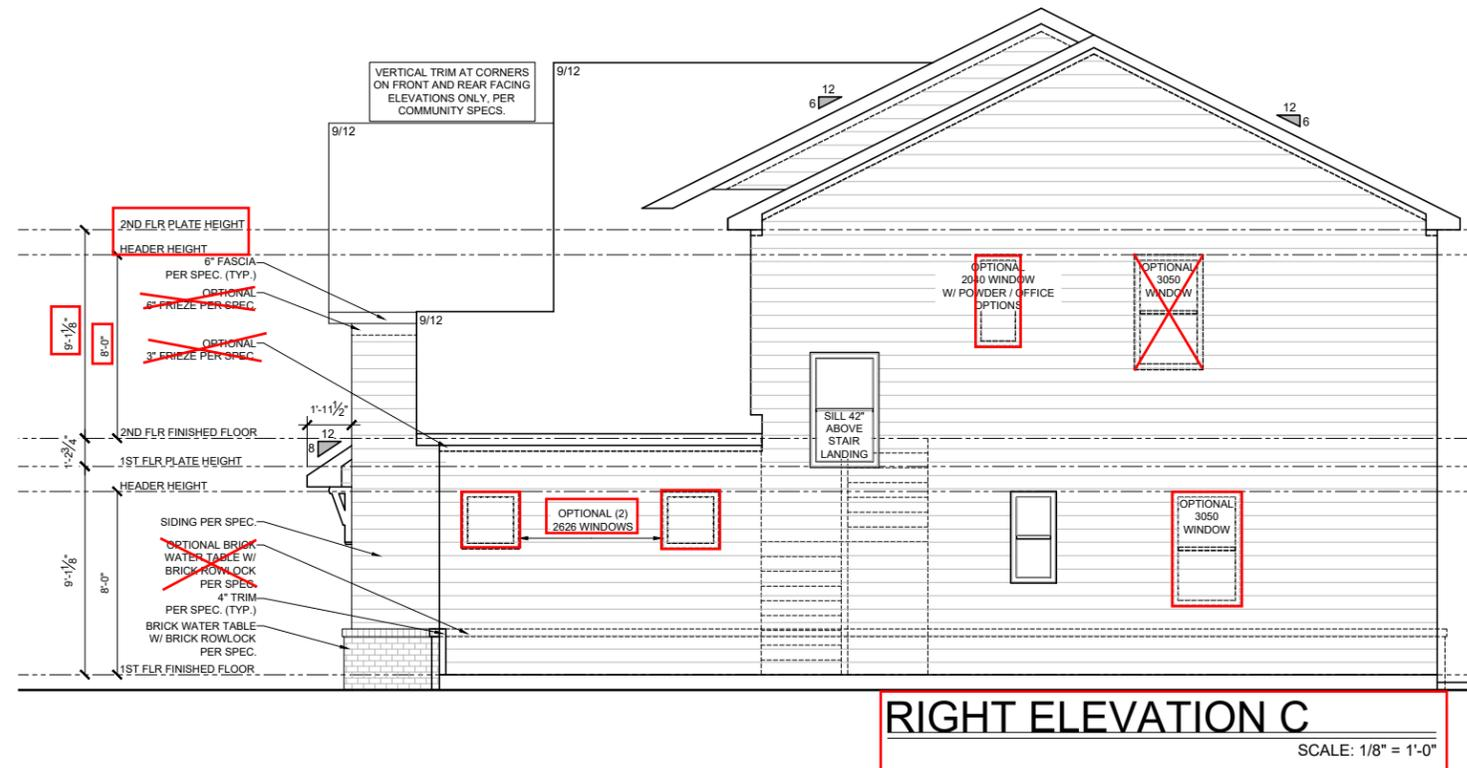 VERTICAL TRIM AT CORNERS
ON FRONT AND REAR FACING
ELEVATIONS ONLY, PER
COMMUNITY SPECS.
9/12
9/12
12
6
12
6
2ND FLR PLATE HEIGHT
HEADER HEIGHT
6" FASCIA
PER SPEC. (TYP.)
OPTIONAL
6" FRIEZE PER SPEC.
9/12
OPTIONAL
3" FRIEZE PER SPEC.
9'-1⅛"
8'-0"
OPTIONAL
2040 WINDOW
W/ POWDER / OFFICE
OPTIONS
OPTIONAL
3050
WINDOW
1'-11½"
12
8
SILL 42"
ABOVE
STAIR
LANDING
2ND FLR FINISHED FLOOR
1'-2¾"
1ST FLR PLATE HEIGHT
HEADER HEIGHT
OPTIONAL (2)
2626 WINDOWS
OPTIONAL
3050
WINDOW
SIDING PER SPEC.
OPTIONAL BRICK
WATER TABLE W/
BRICK ROWLOCK
PER SPEC.
9'-1⅛"
8'-0"
4" TRIM
PER SPEC. (TYP.)
BRICK WATER TABLE
W/ BRICK ROWLOCK
PER SPEC.
1ST FLR FINISHED FLOOR
RIGHT ELEVATION C
SCALE: 1/8" = 1'-0"